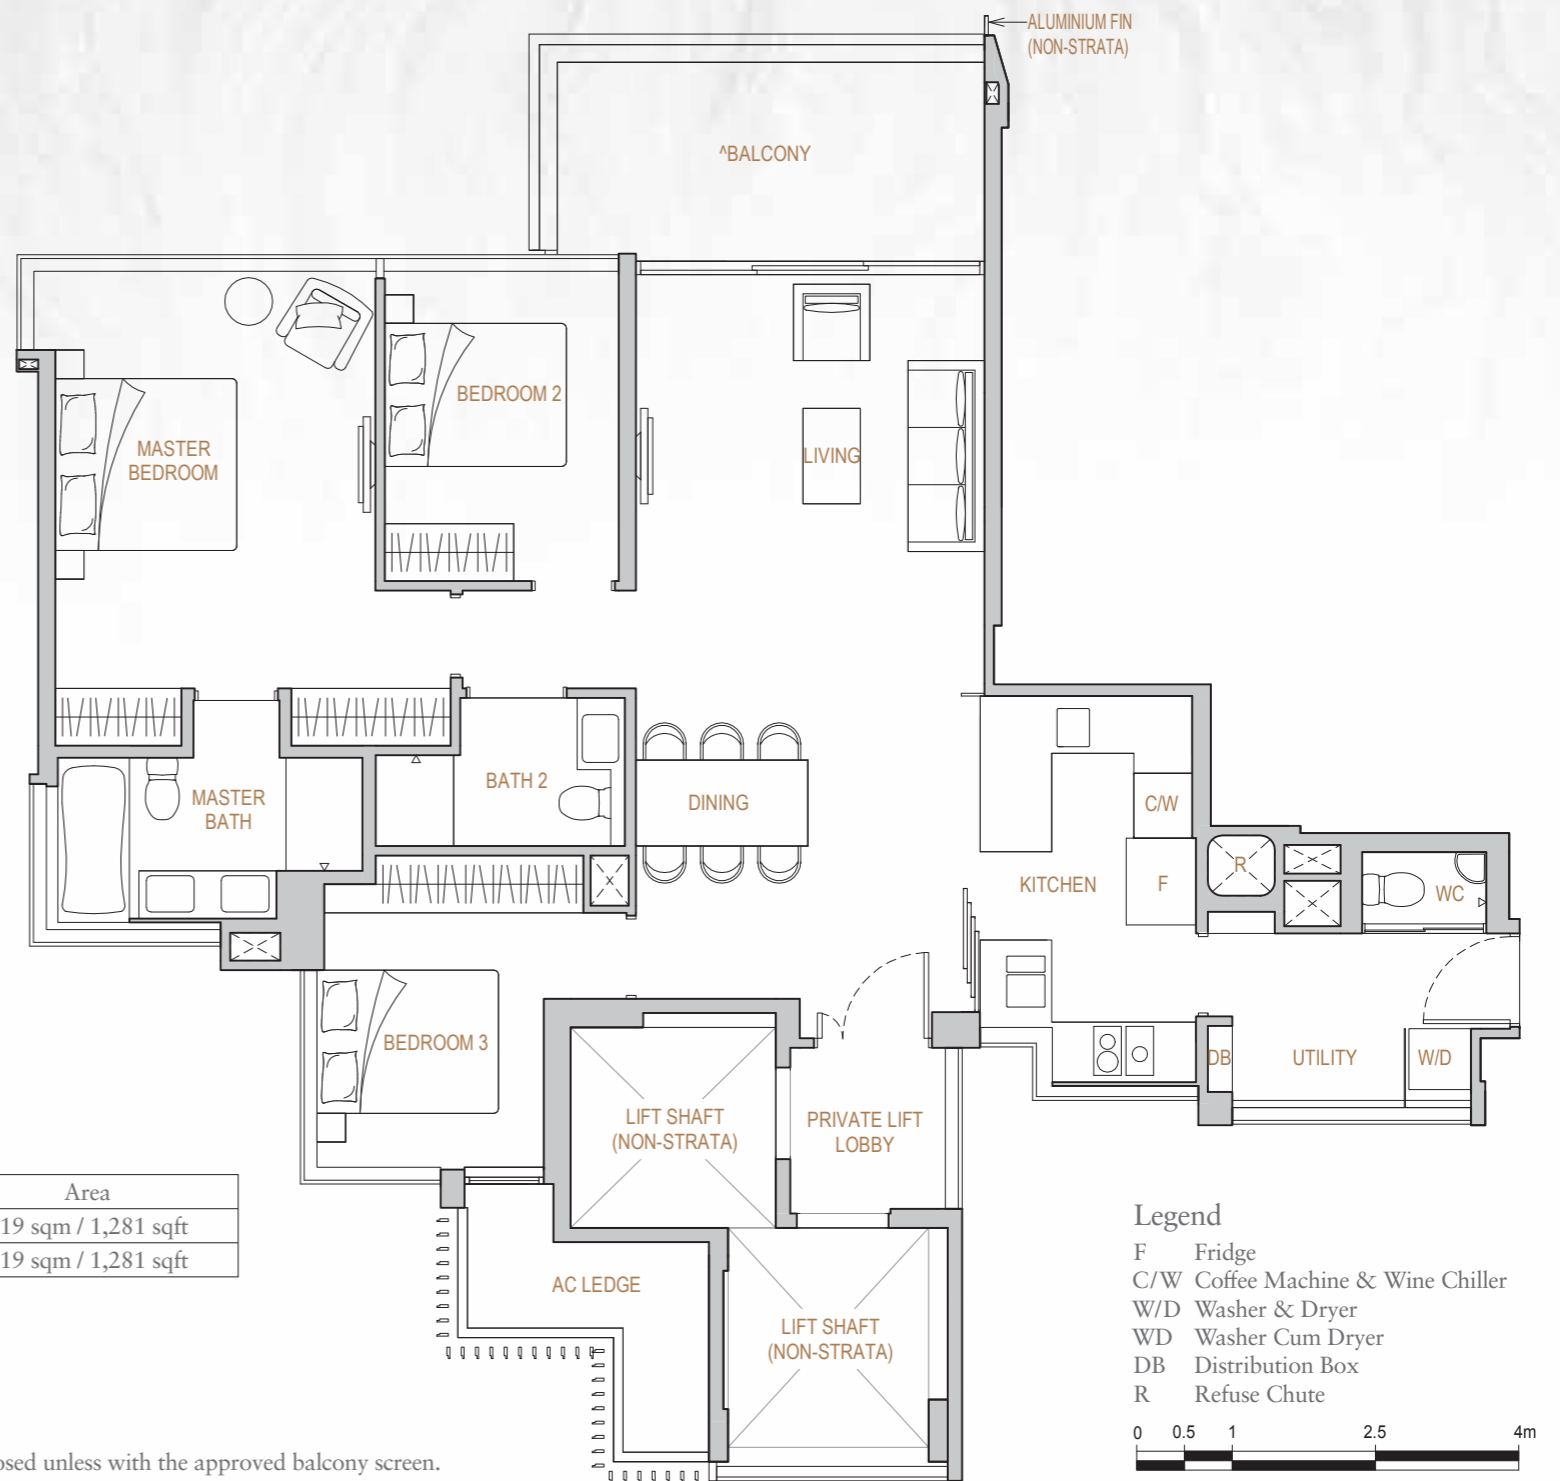 ALUMINIUM FIN
(NON-STRATA)
^BALCONY
BEDROOM 2
MASTER
BEDROOM
LIVING
MASTER
BATH
BATH 2
DINING
C/W
KITCHEN
F
R
WC
BEDROOM 3
DB
UTILITY
W/D
LIFT SHAFT
(NON-STRATA)
PRIVATE LIFT
LOBBY
AC LEDGE
LIFT SHAFT
(NON-STRATA)
Area
19 sqm / 1,281 sqft
19 sqm / 1,281 sqft
Legend
F Fridge
C/W Coffee Machine & Wine Chiller
W/D Washer & Dryer
WD Washer Cum Dryer
DB Distribution Box
R Refuse Chute
0 0.5 1 2.5 4m
unless with the approved balcony screen.